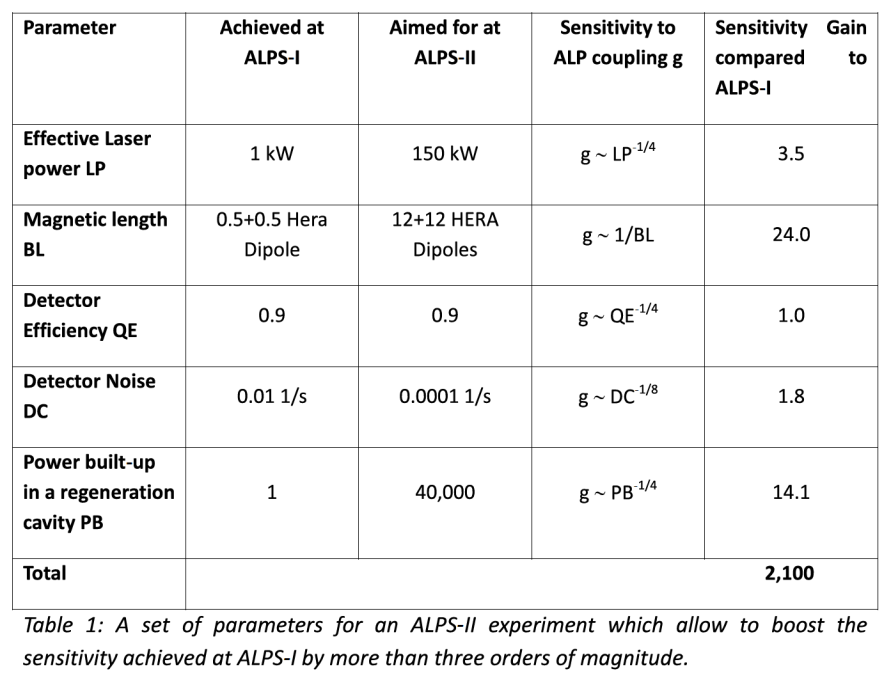 Parameter
Achieved at
ALPS-I
Aimed for at
ALPS-II
Sensitivity to
ALP coupling g
Sensitivity Gain
compared to
ALPS-I
Effective Laser
power LP
1 kW
150 kW
g ~ LP-1/4
3.5
Magnetic length
BL
0.5+0.5 Hera
Dipole
12+12 HERA
Dipoles
g ~ 1/BL
24.0
Detector
Efficiency QE
0.9
0.9
g ~ QE-1/4
1.0
Detector Noise
DC
0.01 1/s
0.0001 1/s
g ~ DC-1/8
1.8
Power built-up
in a regeneration
cavity PB
1
40,000
g ~ PB-1/4
14.1
Total
2,100
Table 1: A set of parameters for an ALPS-II experiment which allow to boost the
sensitivity achieved at ALPS-I by more than three orders of magnitude.